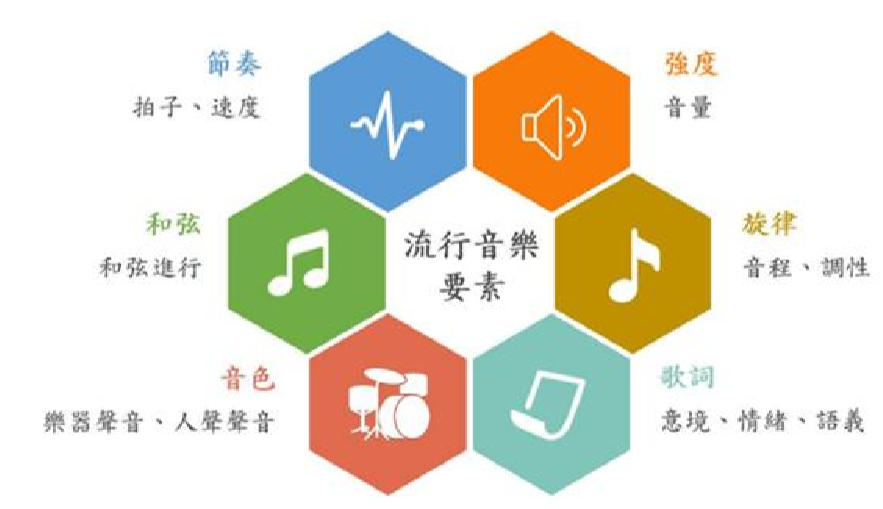 節奏
拍子、速度
強度
音量
和弦
和弦進行
流行音樂
要素
旋律
音程、調性
音色
樂器聲音、人聲聲音
歌詞
意境、情緒、語義